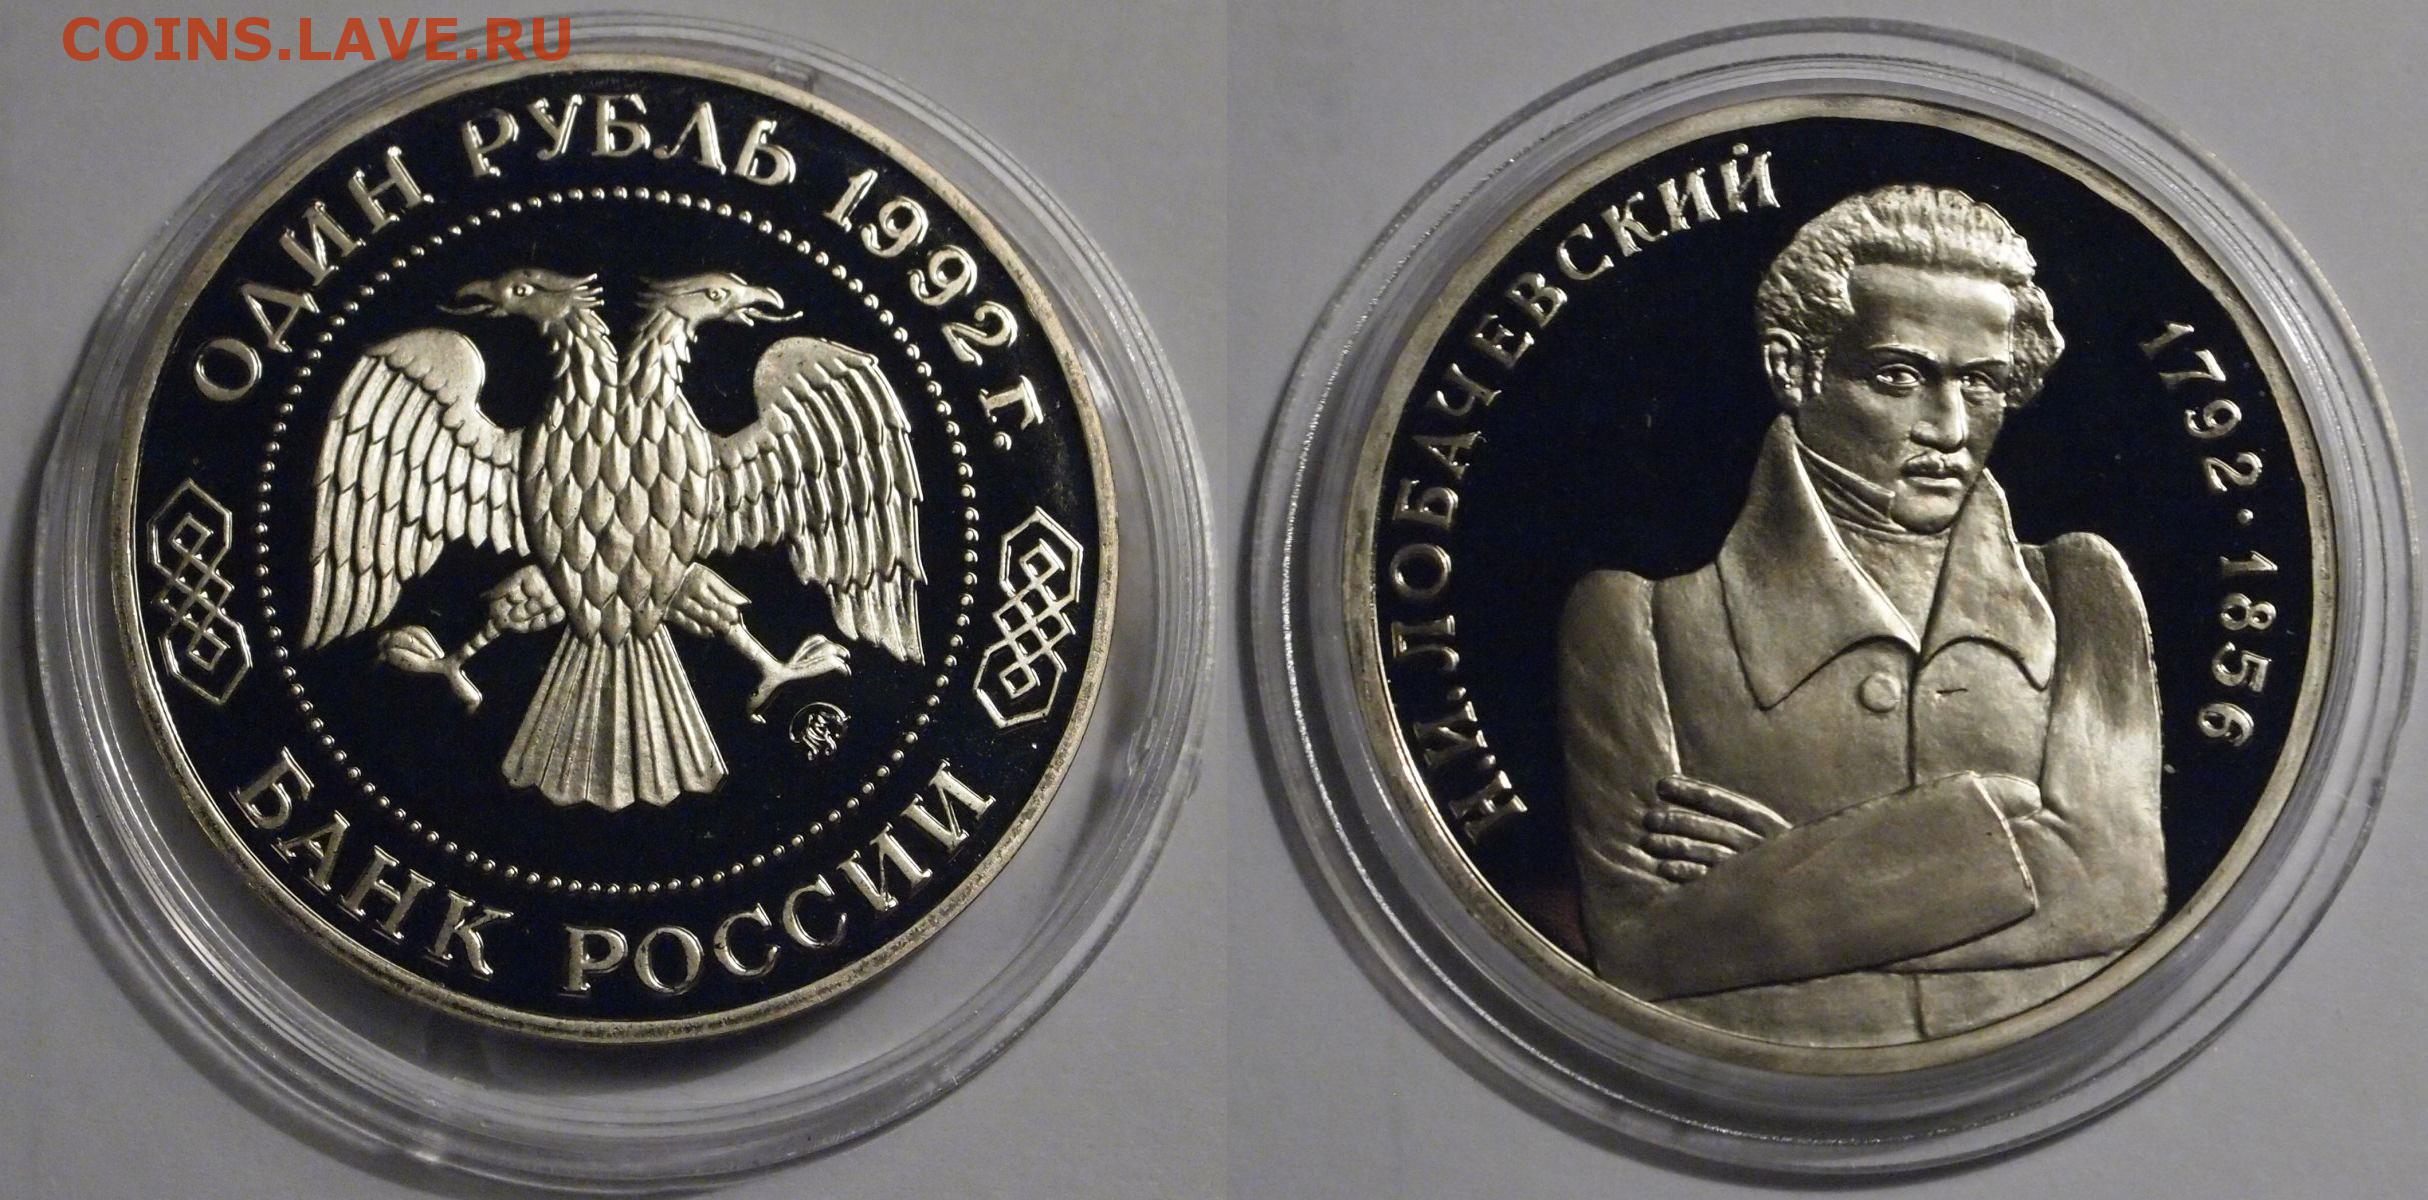 COINS.LAVE.RU
ОДИН РУБЛЬ 1992 г.
БАНК РОССИИ
Н.И.ЛОБАЧЕВСКИЙ
1792·1856